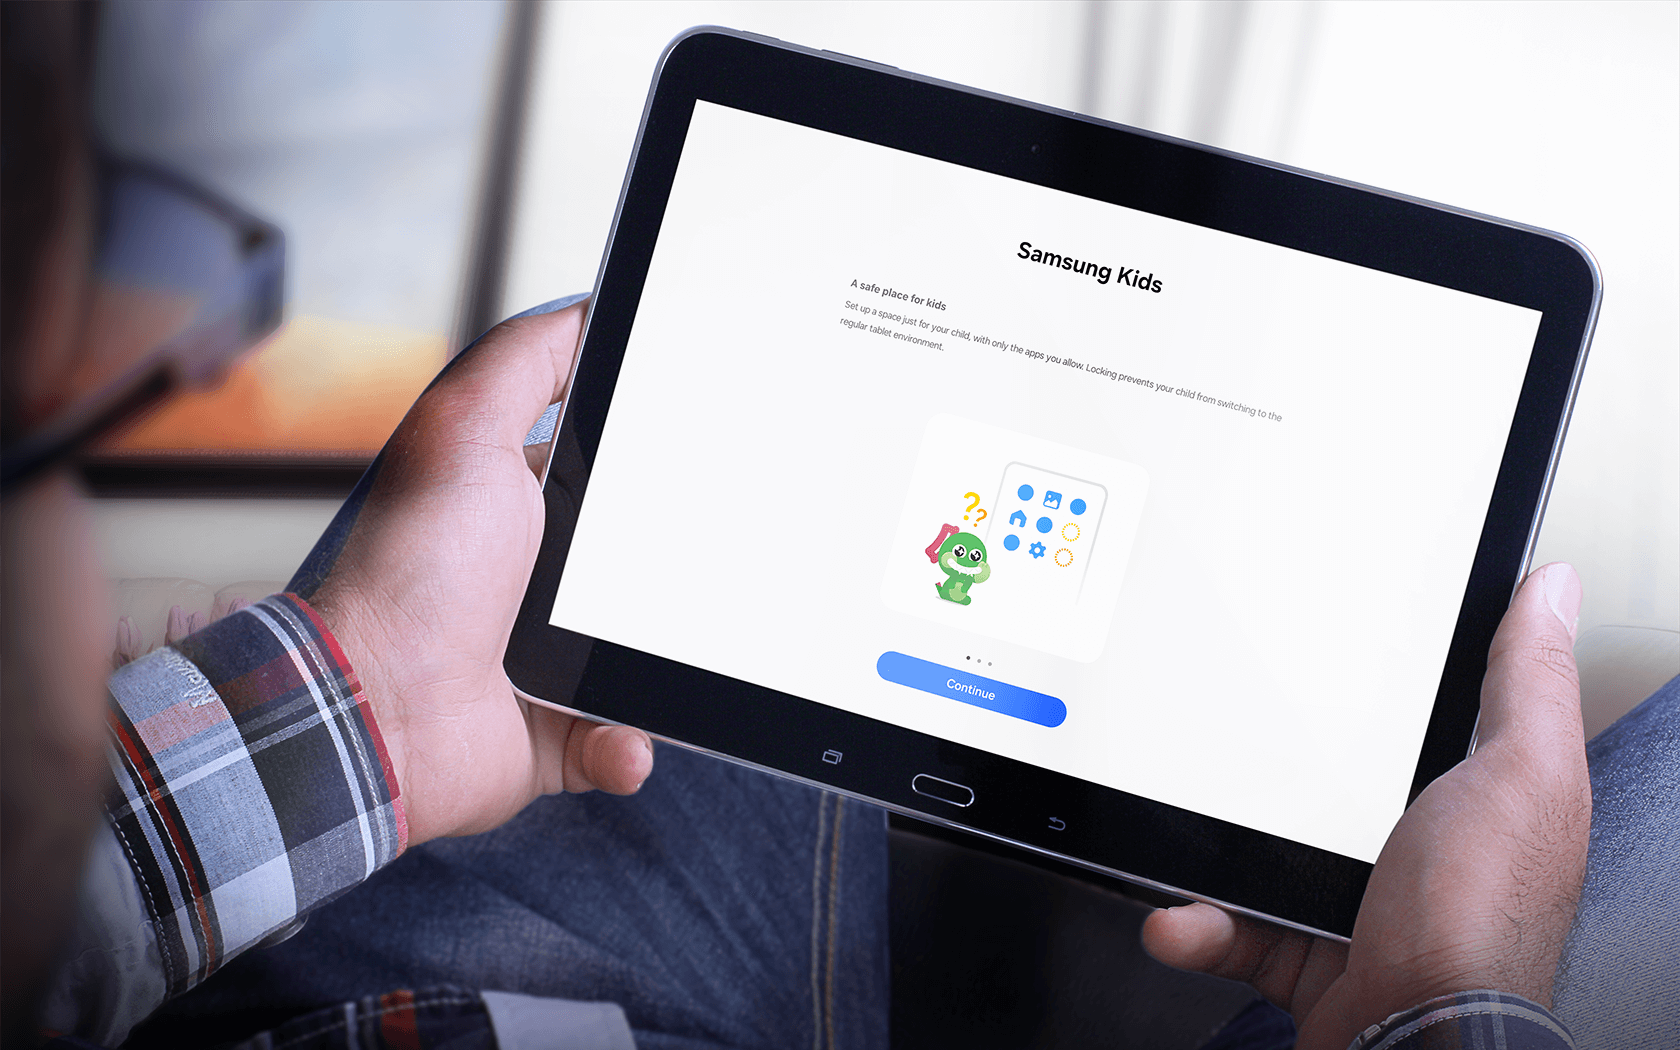 Samsung Kids
A safe place for kids
Set up a space just for your child, with only the apps you allow. Locking prevents your child from switching to the
regular tablet environment.
??
Continue